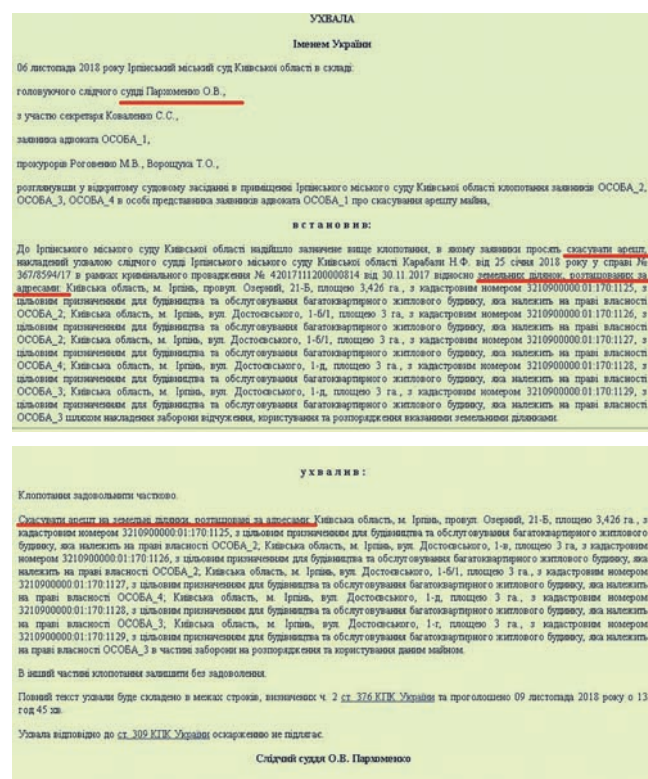 УХВАЛА
Іменем України
06 листопада 2018 року Ірпінський міський суд Київської області в складі:
головуючого слідчого судді Пархоменко О.В.,
з участю секретаря Коваленко С.С.,
заявника адвоката ОСОБА_1,
прокурорів Роговенко М.В., Ворощука Т.О.,
розглянувши у відкритому судовому засіданні в приміщенні Ірпінського міського суду Київської області клопотання заявників ОСОБА_2,
ОСОБА_3, ОСОБА_4 в особі представника заявників адвоката ОСОБА_1 про скасування арешту майна,
в с т а н о в и в:
До Ірпінського міського суду Київської області надійшло зазначене вище клопотання, в якому заявники просять скасувати арешт,
накладений ухвалою слідчого судді Ірпінського міського суду Київської області Карабази Н.Ф. від 25 січня 2018 року у справі №
367/8594/17 в рамках кримінального провадження № 42017111200000814 від 30.11.2017 відносно земельних ділянок, розташованих за
адресами: Київська область, м. Ірпінь, провул. Озерний, 21-Б, площею 3,426 га., з кадастровим номером 3210900000:01:170:1125, з
цільовим призначенням для будівництва та обслуговування багатоквартирного житлового будинку, яка належить на праві власності
ОСОБА_2; Київська область, м. Ірпінь, вул. Достоєвського, 1-6/1, площею 3 га., з кадастровим номером 3210900000:01:170:1126, з
цільовим призначенням для будівництва та обслуговування багатоквартирного житлового будинку, яка належить на праві власності
ОСОБА_2, Київська область, м. Ірпінь, вул. Достоєвського, 1-6/1, площею 3 га., з кадастровим номером 3210900000:01:170:1127, з
цільовим призначенням для будівництва та обслуговування багатоквартирного житлового будинку, яка належить на праві власності
ОСОБА_4; Київська область, м. Ірпінь, вул. Достоєвського, 1-д, площею 3 га., з кадастровим номером 3210900000:01:170:1128, з
цільовим призначенням для будівництва та обслуговування багатоквартирного житлового будинку, яка належить на праві власності
ОСОБА_3; Київська область, м. Ірпінь, вул. Достоєвського, 1-д, площею 3 га., з кадастровим номером 3210900000:01:170:1129, з
цільовим призначенням для будівництва та обслуговування багатоквартирного житлового будинку, яка належить на праві власності
ОСОБА_3 шляхом накладення заборони відчуження, користування та розпорядження вказаними земельними ділянками.
у х в а л и в :
Клопотання задовольнити частково.
Скасувати арешт на земельні ділянки, розташовані за адресами: Київська область, м. Ірпінь, провул. Озерний, 21-Б, площею 3,426 га., з
кадастровим номером 3210900000:01:170:1125, з цільовим призначенням для будівництва та обслуговування багатоквартирного житлового
будинку, яка належить на праві власності ОСОБА_2; Київська область, м. Ірпінь, вул. Достоєвського, 1-в, площею 3 га, з кадастровим
номером 3210900000:01:170:1126, з цільовим призначенням для будівництва та обслуговування багатоквартирного житлового будинку, яка
належить на праві власності ОСОБА_2; Київська область, м. Ірпінь, вул. Достоєвського, 1-6/1, площею 3 га., з кадастровим номером
3210900000:01:170:1127, з цільовим призначенням для будівництва та обслуговування багатоквартирного житлового будинку, яка належить
на праві власності ОСОБА_4; Київська область, м. Ірпінь, вул. Достоєвського, 1-д, площею 3 га., з кадастровим номером
3210900000:01:170:1128, з цільовим призначенням для будівництва та обслуговування багатоквартирного житлового будинку, яка належить
на праві власності ОСОБА_3; Київська область, м. Ірпінь, вул. Достоєвського, 1-г, площею 3 га., з кадастровим номером
3210900000:01:170:1129, з цільовим призначенням для будівництва та обслуговування багатоквартирного житлового будинку, яка належить
на праві власності ОСОБА_3 в частині заборони на розпорядження та користування даним майном.
В іншій частині клопотання залишити без задоволення.
Повний текст ухвали буде складено в межах строків, визначених ч. 2 ст. 376 КПК України та проголошено 09 листопада 2018 року о 13
год 45 хв.
Ухвала відповідно до ст. 309 КПК України оскарженню не підлягає.
Слідчий суддя О.В. Пархоменко